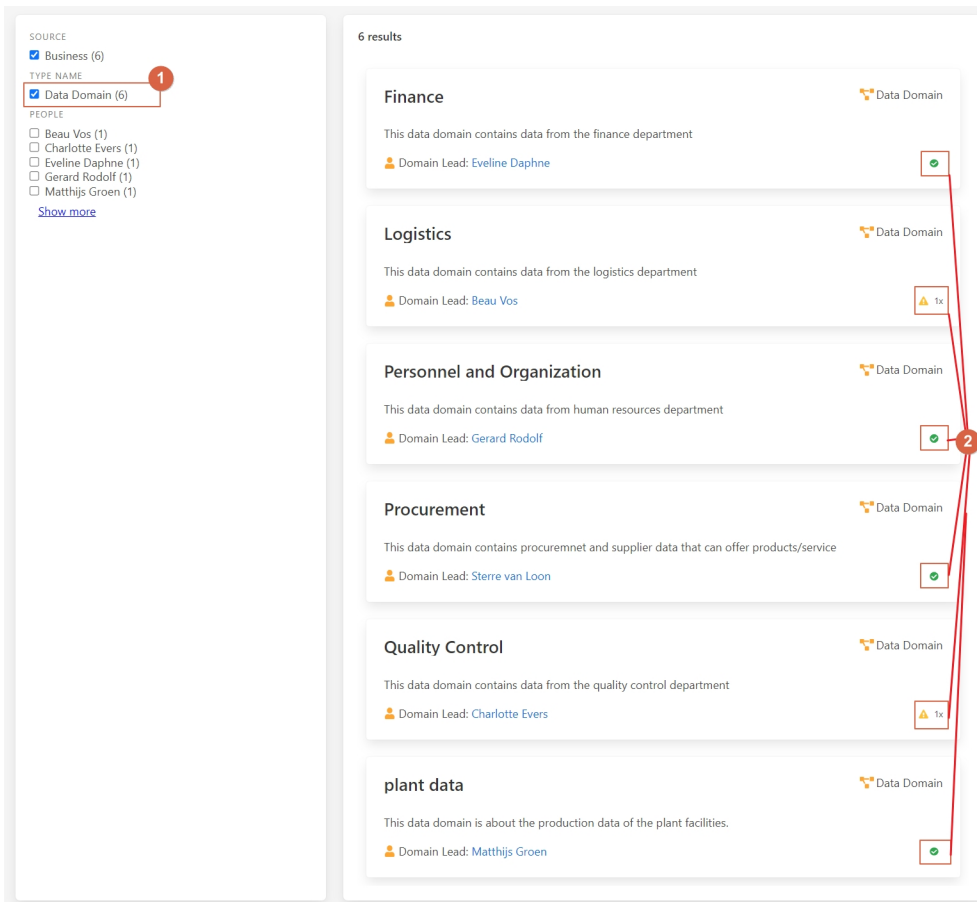 SOURCE
Business (6)
TYPE NAME
1
Data Domain (6)
PEOPLE
Beau Vos (1)
Charlotte Evers (1)
Eveline Daphne (1)
Gerard Rodolf (1)
Matthijs Groen (1)
Show more
6 results
Finance
Data Domain
This data domain contains data from the finance department
Domain Lead: Eveline Daphne
Logistics
Data Domain
This data domain contains data from the logistics department
Domain Lead: Beau Vos
1x
Personnel and Organization
Data Domain
This data domain contains data from human resources department
Domain Lead: Gerard Rodolf
2
Procurement
Data Domain
This data domain contains procuremnet and supplier data that can offer products/service
Domain Lead: Sterre van Loon
Quality Control
Data Domain
This data domain contains data from the quality control department
Domain Lead: Charlotte Evers
1x
plant data
Data Domain
This data domain is about the production data of the plant facilities.
Domain Lead: Matthijs Groen